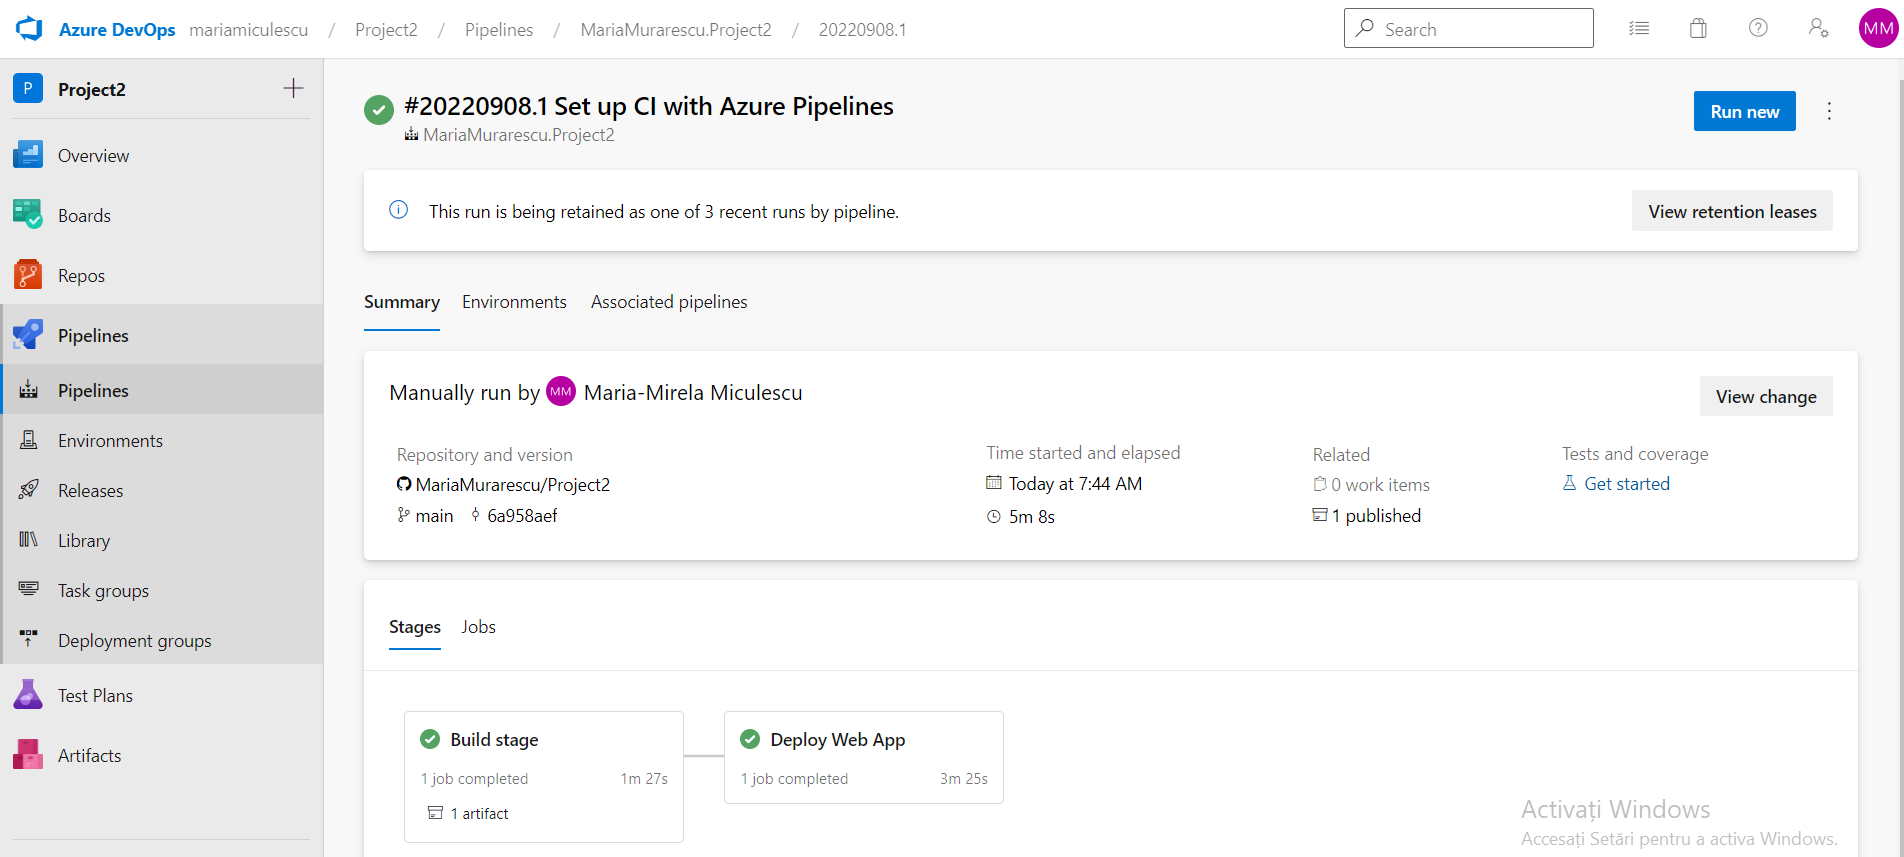 Azure DevOps mariamiculescu / Project2 / Pipelines / MariaMurarescu.Project2 / 20220908.1
Search
MM
P Project2
Overview
Boards
Repos
Pipelines
Pipelines
Environments
Releases
Library
Task groups
Deployment groups
Test Plans
Artifacts
#20220908.1 Set up CI with Azure Pipelines
MariaMurarescu.Project2
Run new
This run is being retained as one of 3 recent runs by pipeline.
View retention leases
Summary Environments Associated pipelines
Manually run by MM Maria-Mirela Miculescu
View change
Repository and version
MariaMurarescu/Project2
main 6a958aef
Time started and elapsed
Today at 7:44 AM
5m 8s
Related
0 work items
1 published
Tests and coverage
Get started
Stages Jobs
Build stage
1 job completed 1m 27s
1 artifact
Deploy Web App
1 job completed 3m 25s
Activați Windows
Accesați Setări pentru a activa Windows.